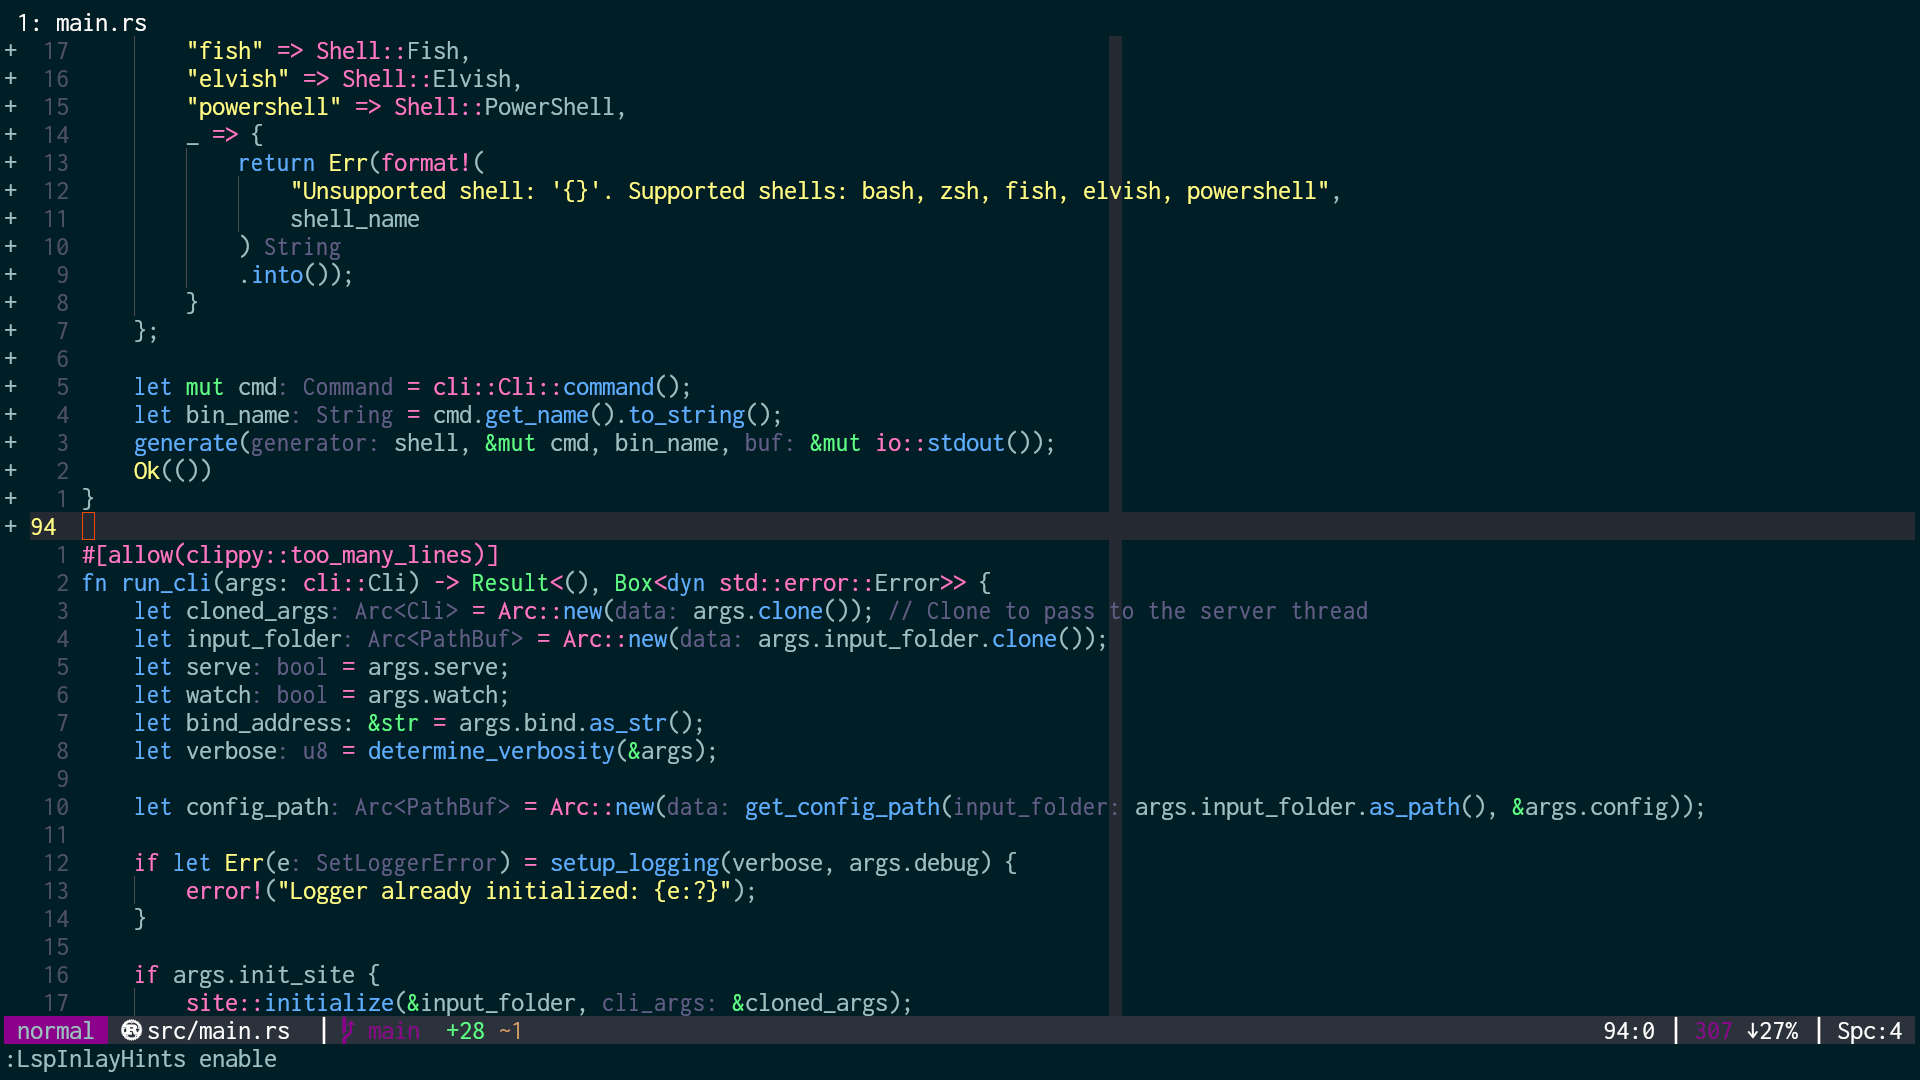 1: main.rs
+ 17         "fish" => Shell::Fish,
+ 16         "elvish" => Shell::Elvish,
+ 15         "powershell" => Shell::PowerShell,
+ 14         _ => {
+ 13             return Err(format!(
+ 12                 "Unsupported shell: '{}'. Supported shells: bash, zsh, fish, elvish, powershell",
+ 11                 shell_name
+ 10             ) String
+  9             .into());
+  8         }
+  7     };
+  6
+  5     let mut cmd: Command = cli::Cli::command();
+  4     let bin_name: String = cmd.get_name().to_string();
+  3     generate(generator: shell, &mut cmd, bin_name, buf: &mut io::stdout());
+  2     Ok(())
+  1 }
+ 94
   1 #[allow(clippy::too_many_lines)]
   2 fn run_cli(args: cli::Cli) -> Result<(), Box<dyn std::error::Error>> {
   3     let cloned_args: Arc<Cli> = Arc::new(data: args.clone()); // Clone to pass to the server thread
   4     let input_folder: Arc<PathBuf> = Arc::new(data: args.input_folder.clone());
   5     let serve: bool = args.serve;
   6     let watch: bool = args.watch;
   7     let bind_address: &str = args.bind.as_str();
   8     let verbose: u8 = determine_verbosity(&args);
   9
  10     let config_path: Arc<PathBuf> = Arc::new(data: get_config_path(input_folder: args.input_folder.as_path(), &args.config));
  11
  12     if let Err(e: SetLoggerError) = setup_logging(verbose, args.debug) {
  13         error!("Logger already initialized: {e:?}");
  14     }
  15
  16     if args.init_site {
  17         site::initialize(&input_folder, cli_args: &cloned_args);
normal src/main.rs | main +28 ~1 94:0 | 307 ↓27% | Spc:4
:LspInlayHints enable